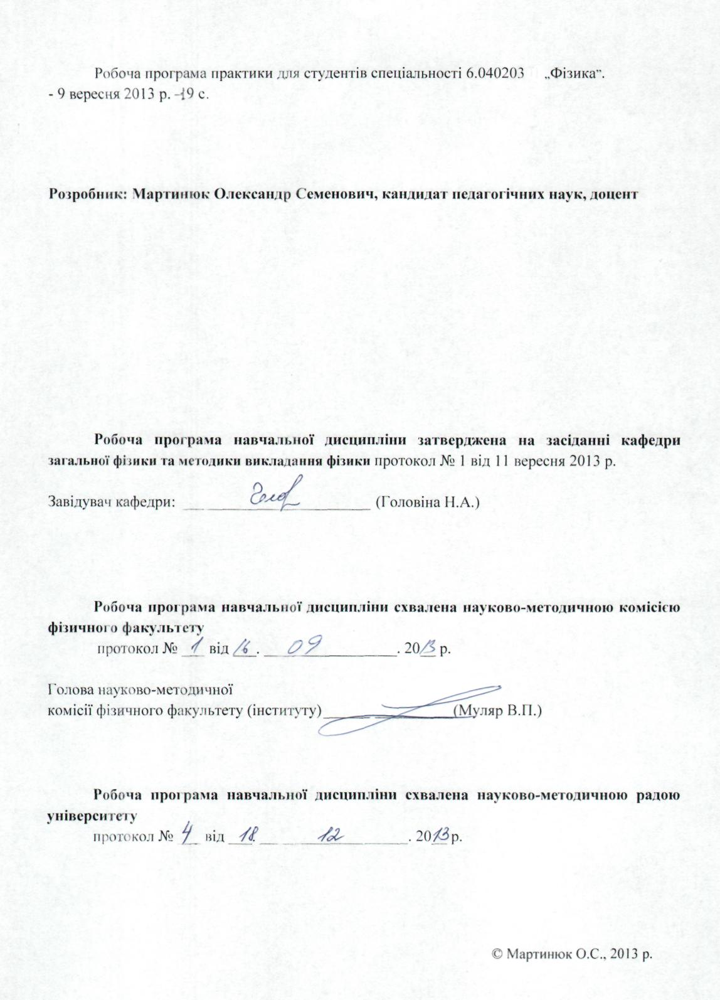 Робоча програма практики для студентів спеціальності 6.040203 „Фізика”.
- 9 вересня 2013 р. –19 с.
Розробник: Мартинюк Олександр Семенович, кандидат педагогічних наук, доцент
Робоча програма навчальної дисципліни затверджена на засіданні кафедри
загальної фізики та методики викладання фізики протокол № 1 від 11 вересня 2013 р.
Завідувач кафедри: ___ ____________________ (Головіна Н.А.)
Робоча програма навчальної дисципліни схвалена науково-методичною комісією
фізичного факультету
протокол № 1 від 16. 09. 2013 р.
Голова науково-методичної
комісії фізичного факультету (інституту)______ ____________(Муляр В.П.)
Робоча програма навчальної дисципліни схвалена науково-методичною радою
університету
протокол № 4 від 18. 12. 2013 р.
© Мартинюк О.С., 2013 р.